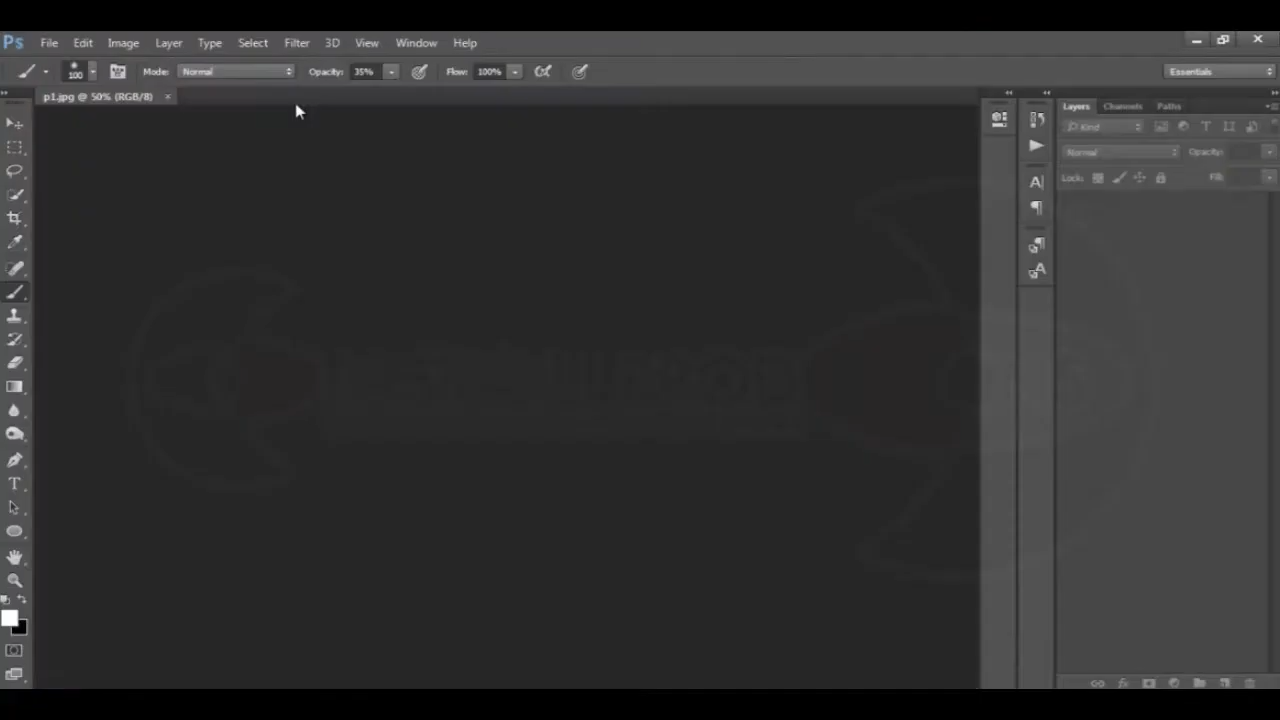 Ps File Edit Image Layer Type Select Filter 3D View Window Help
100 Mode: Normal Opacity: 35% Flow: 100% Essentials
p1.jpg @ 50% (RGB/8) ×
Layers Channels Paths
Kind
Normal Opacity:
Lock: Fill: